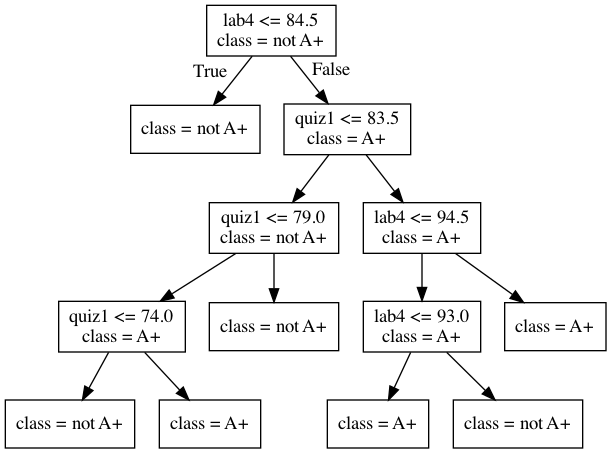 lab4 <= 84.5
class = not A+
True
False
class = not A+
quiz1 <= 83.5
class = A+
quiz1 <= 79.0
class = not A+
lab4 <= 94.5
class = A+
quiz1 <= 74.0
class = A+
class = not A+
lab4 <= 93.0
class = A+
class = A+
class = not A+
class = A+
class = A+
class = not A+